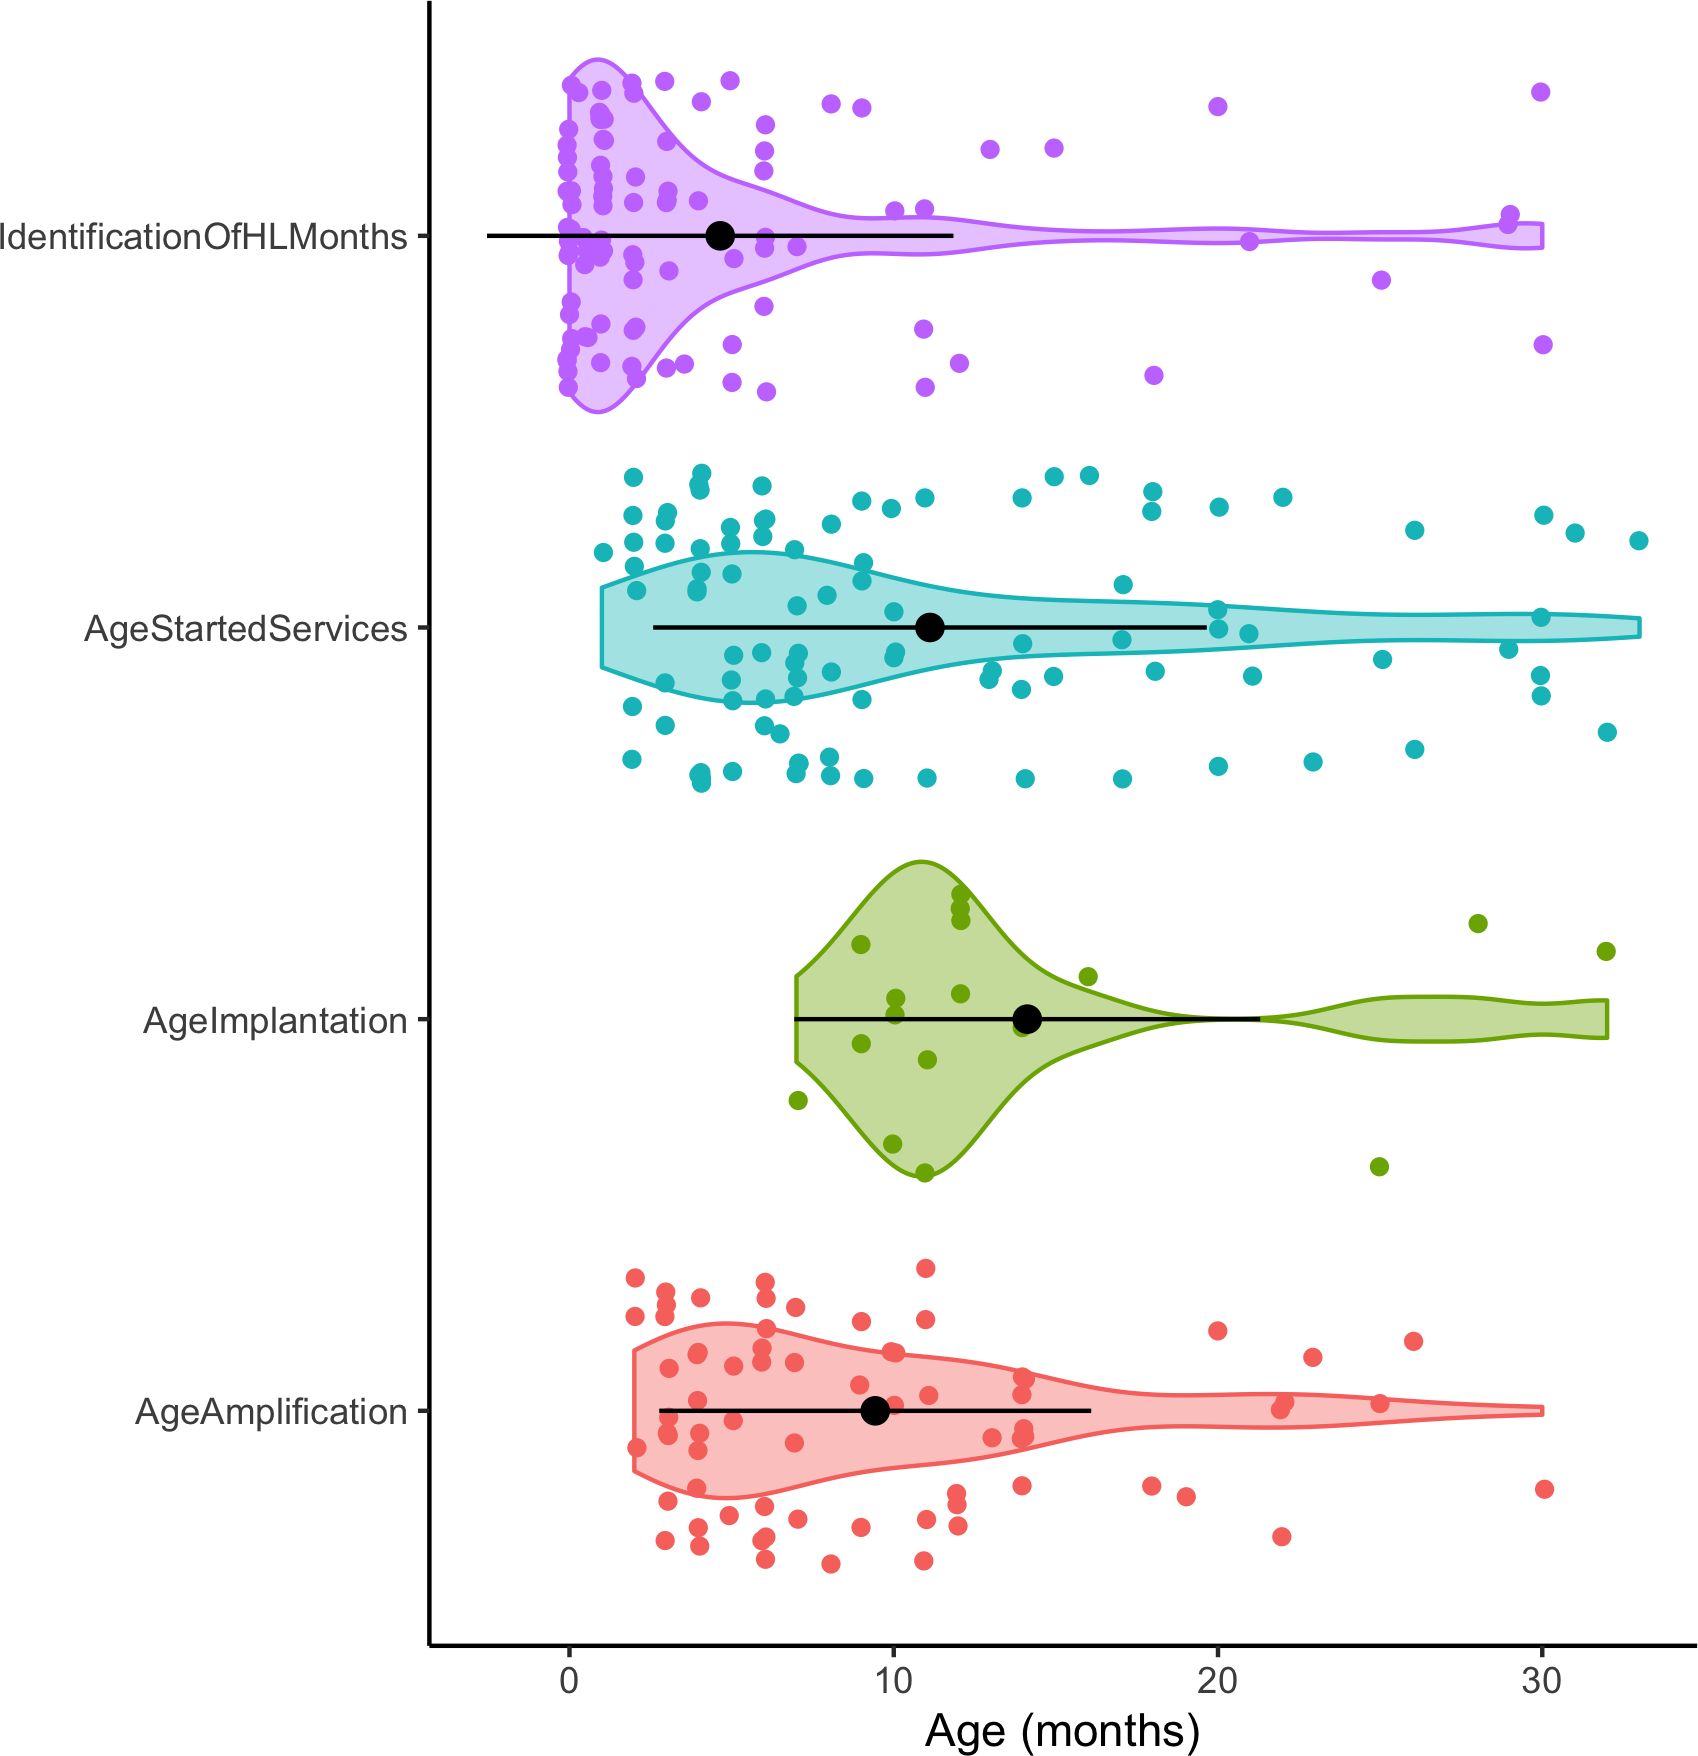 IdentificationOfHLMonths
AgeStartedServices
AgeImplantation
AgeAmplification
0 10 20 30
Age (months)